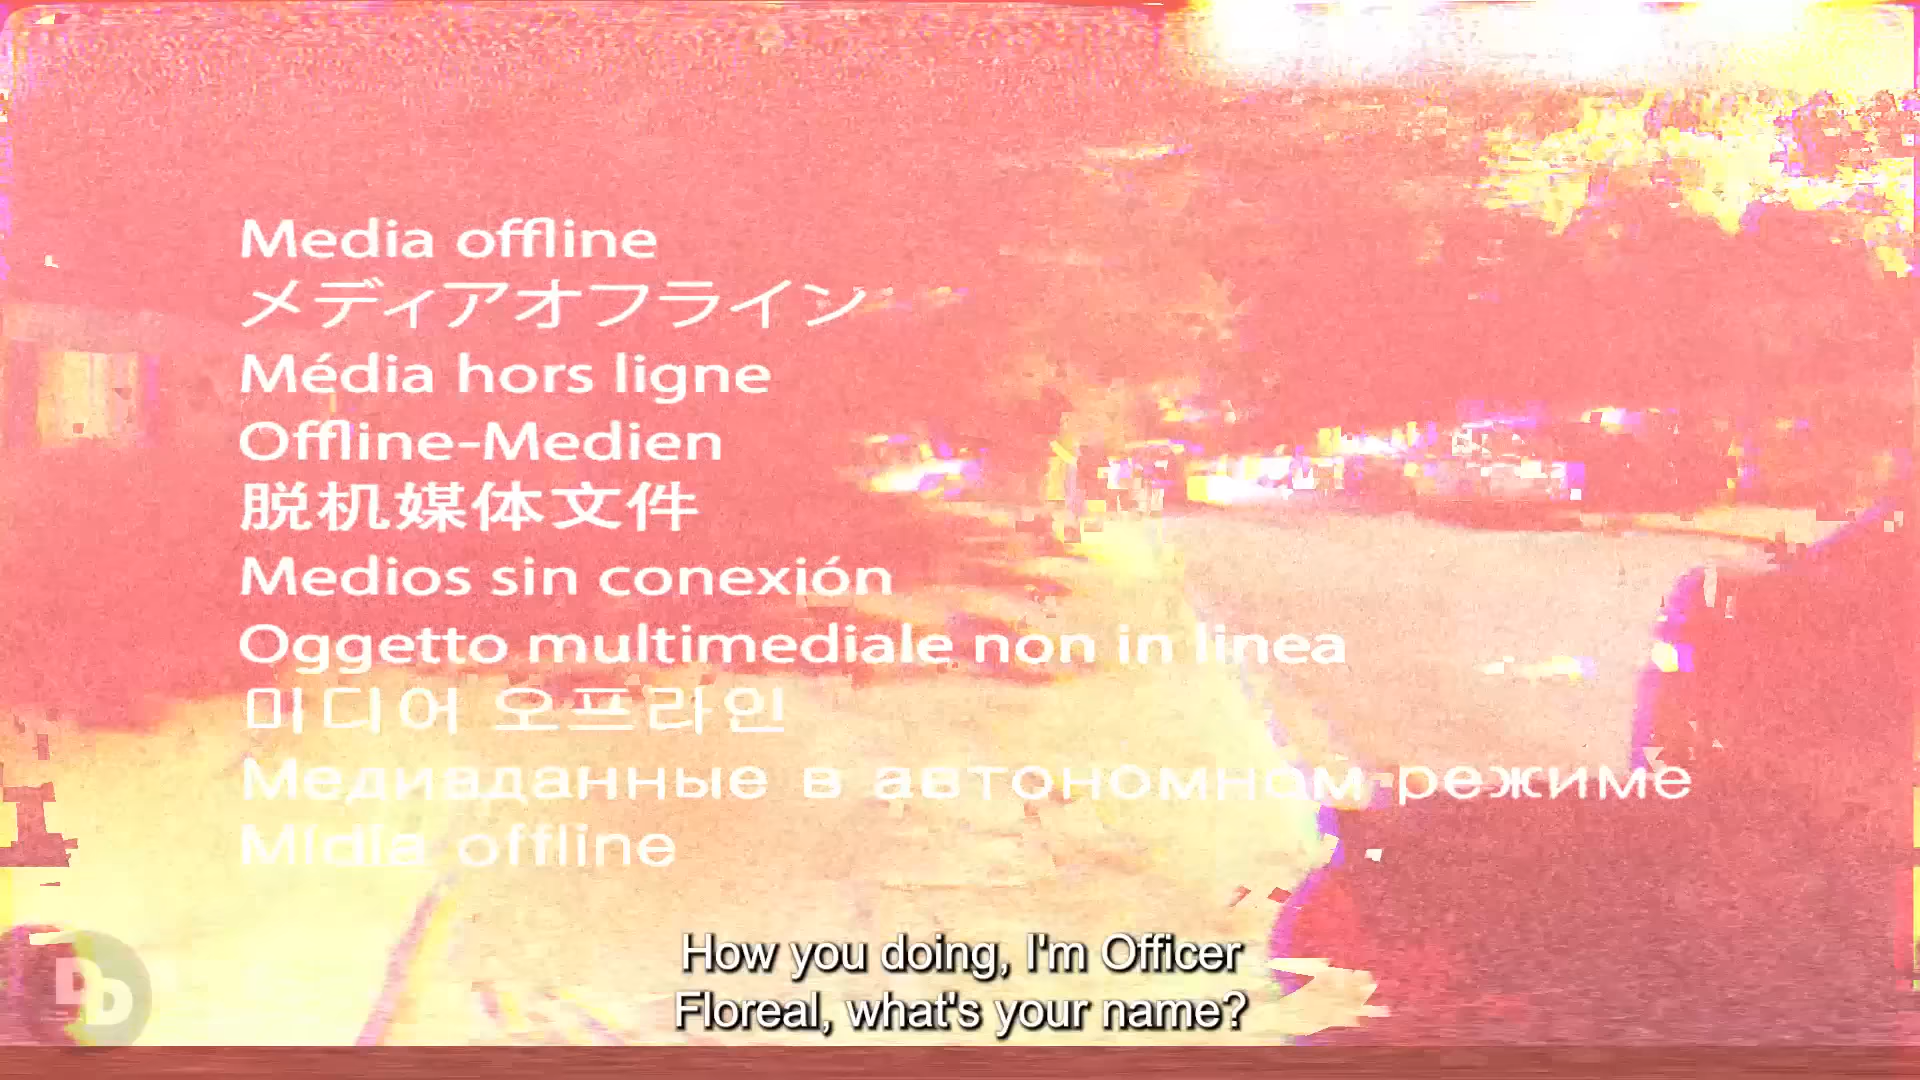 Media offline
メディアオフライン
Média hors ligne
Offline-Medien
脱机媒体文件
Medios sin conexión
Oggetto multimediale non in linea
미디어 오프라인
Медиаданные в автономном режиме
Mídia offline
DD
How you doing, I'm Officer
Floreal, what's your name?